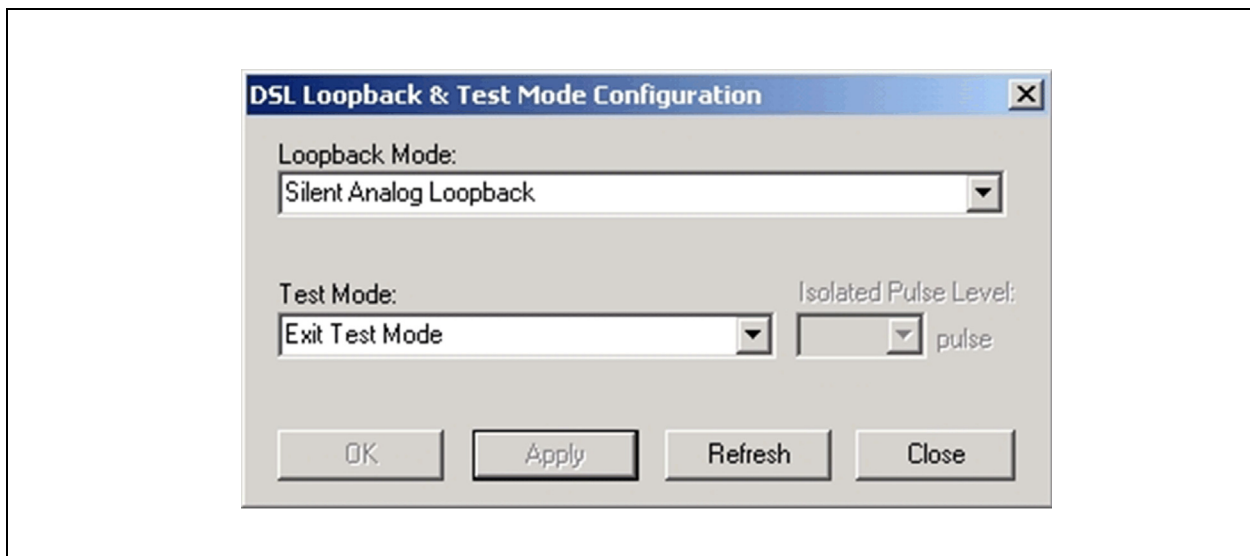 DSL Loopback & Test Mode Configuration
Loopback Mode:
Silent Analog Loopback
Test Mode:
Isolated Pulse Level:
Exit Test Mode
pulse
OK
Apply
Refresh
Close